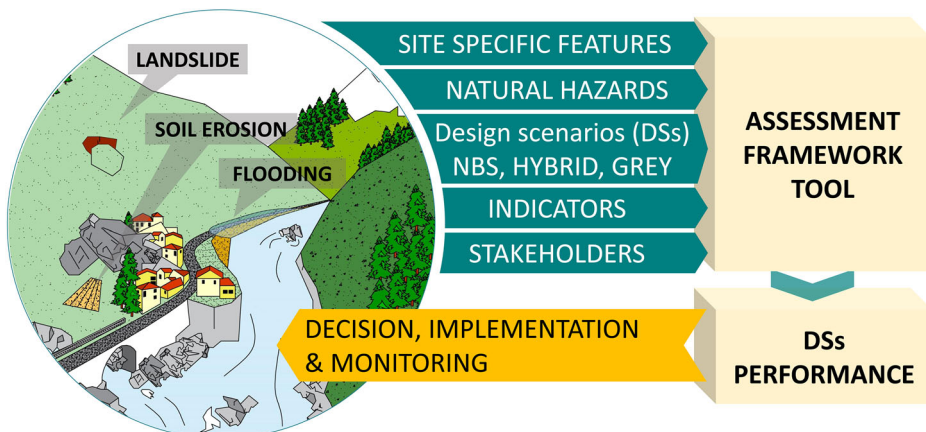 LANDSLIDE
SOIL EROSION
FLOODING
SITE SPECIFIC FEATURES
NATURAL HAZARDS
Design scenarios (DSs)
NBS, HYBRID, GREY
INDICATORS
STAKEHOLDERS
ASSESSMENT
FRAMEWORK
TOOL
DECISION, IMPLEMENTATION
& MONITORING
DSs
PERFORMANCE